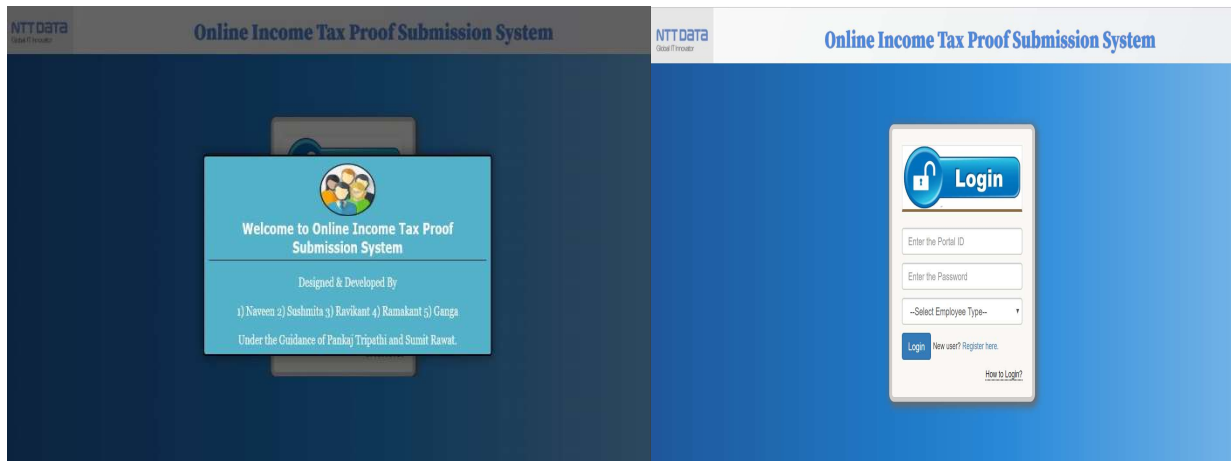 NTT DATA
Global IT Innovator
Online Income Tax Proof Submission System
Welcome to Online Income Tax Proof
Submission System
Designed & Developed By
1) Naveen 2) Sushmita 3) Ravikant 4) Ramakant 5) Ganga
Under the Guidance of Pankaj Tripathi and Sumit Rawat.
NTT DATA
Global IT Innovator
Online Income Tax Proof Submission System
Login
Enter the Portal ID
Enter the Password
--Select Employee Type--
Login New user? Register here.
How to Login?